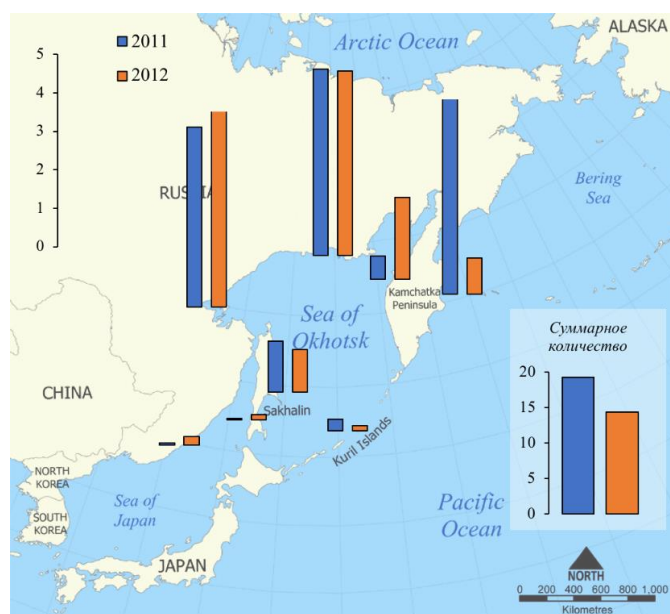 ALASKA
Arctic Ocean
5
4
3
2
1
0
2011
2012
RUSSIA
Bering
Sea
Kamchatka
Peninsula
Sea of
Okhotsk
CHINA
Sakhalin
Kuril Islands
NORTH
KOREA
SOUTH
KOREA
Sea of
Japan
JAPAN
Pacific
Ocean
Суммарное
количество
20
15
10
5
0
NORTH
0 200 400 600 800 1,000
Kilometres